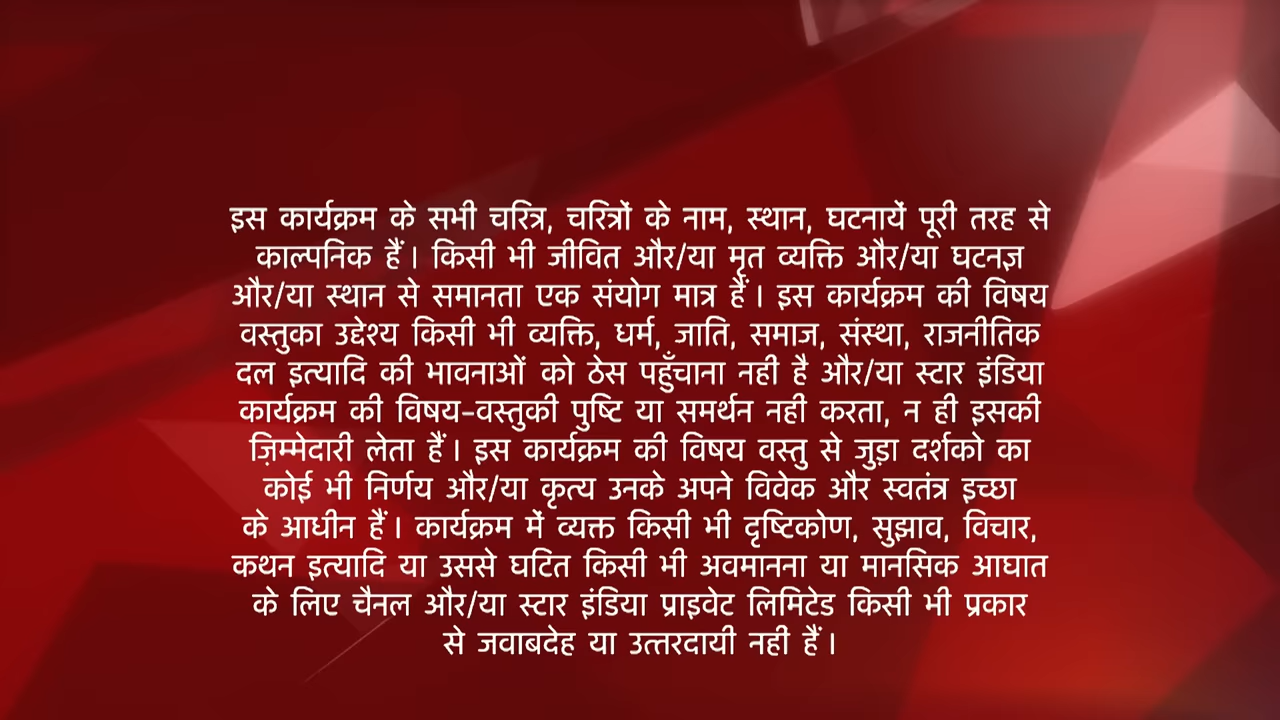 इस कार्यक्रम के सभी चरित्र, चरित्रों के नाम, स्थान, घटनायें पूरी तरह से
काल्पनिक हैं। किसी भी जीवित और/या मृत व्यक्ति और/या घटनज्ञ
और/या स्थान से समानता एक संयोग मात्र हैं। इस कार्यक्रम की विषय
वस्तुका उद्देश्य किसी भी व्यक्ति, धर्म, जाति, समाज, संस्था, राजनीतिक
दल इत्यादि की भावनाओं को ठेस पहुँचाना नही है और/या स्टार इंडिया
कार्यक्रम की विषय-वस्तुकी पुष्टि या समर्थन नही करता, न ही इसकी
ज़िम्मेदारी लेता हैं। इस कार्यक्रम की विषय वस्तु से जुड़ा दर्शको का
कोई भी निर्णय और/या कृत्य उनके अपने विवेक और स्वतंत्र इच्छा
के आधीन हैं। कार्यक्रम में व्यक्त किसी भी दृष्टिकोण, सुझाव, विचार,
कथन इत्यादि या उससे घटित किसी भी अवमानना या मानसिक आघात
के लिए चैनल और/या स्टार इंडिया प्राइवेट लिमिटेड किसी भी प्रकार
से जवाबदेह या उत्तरदायी नही हैं।